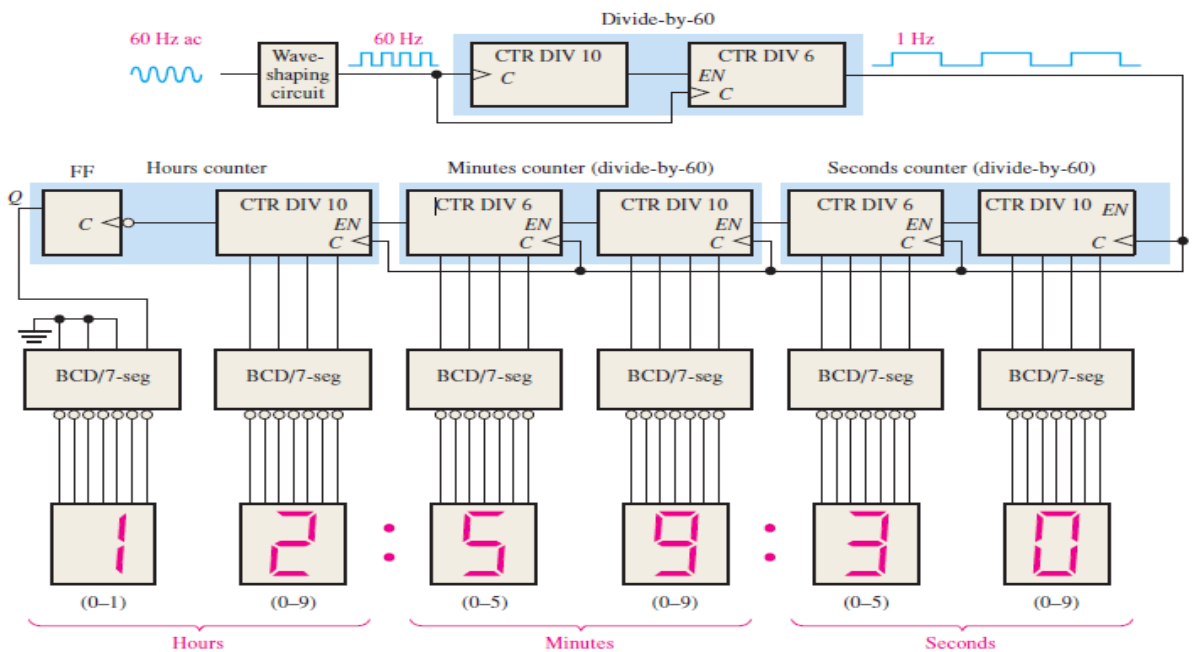 Divide-by-60
60 Hz ac
60 Hz
1 Hz
Wave-
shaping
circuit
CTR DIV 10
C
CTR DIV 6
EN
C
FF
Hours counter
Minutes counter (divide-by-60)
Seconds counter (divide-by-60)
Q
C
CTR DIV 10
EN
C
CTR DIV 6
EN
C
CTR DIV 10
EN
C
CTR DIV 6
EN
C
CTR DIV 10 EN
C
BCD/7-seg
BCD/7-seg
BCD/7-seg
BCD/7-seg
BCD/7-seg
BCD/7-seg
1 2 : 5 9 : 3 0
(0–1)
(0–9)
(0–5)
(0–9)
(0–5)
(0–9)
Hours
Minutes
Seconds